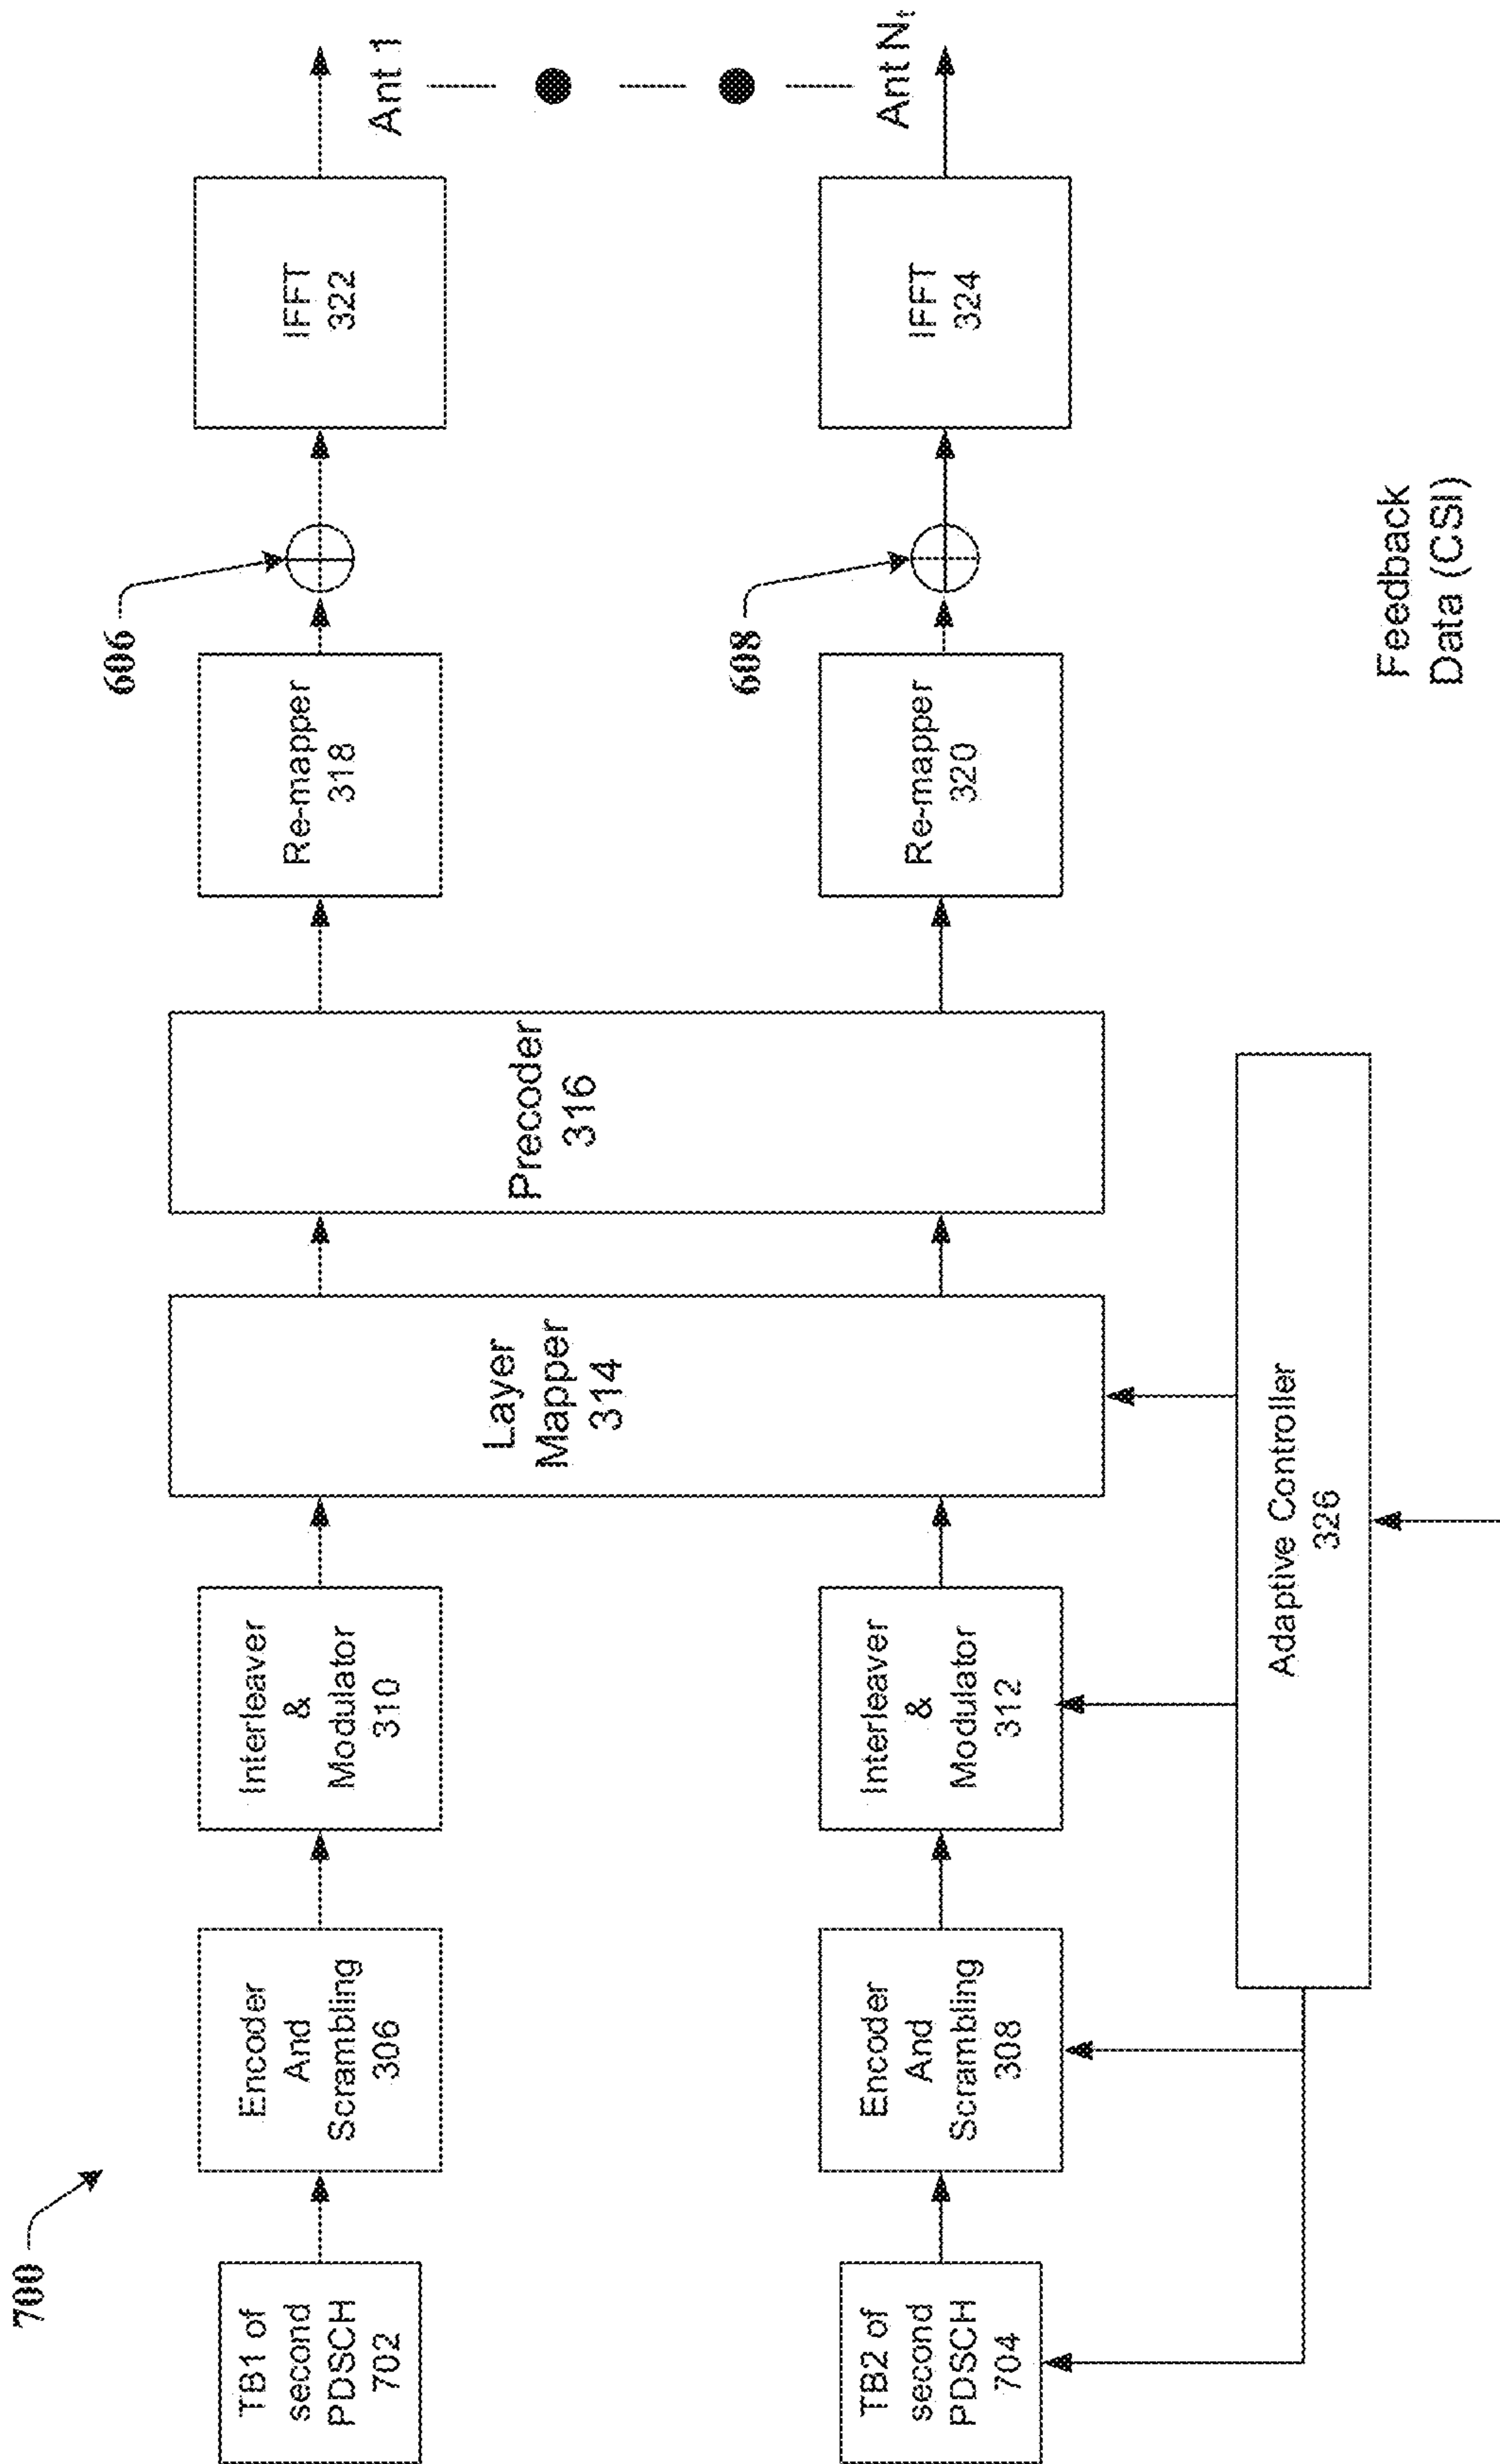 700
TB1 of
second
PDSCH
702
Encoder
And
Scrambling
306
Interleaver
&
Modulator
310
Layer
Mapper
314
Precoder
316
Re-mapper
318
606
IFFT
322
Ant 1
TB2 of
second
PDSCH
704
Encoder
And
Scrambling
308
Interleaver
&
Modulator
312
Re-mapper
320
608
IFFT
324
Ant Nt
Adaptive Controller
326
Feedback
Data (CSI)